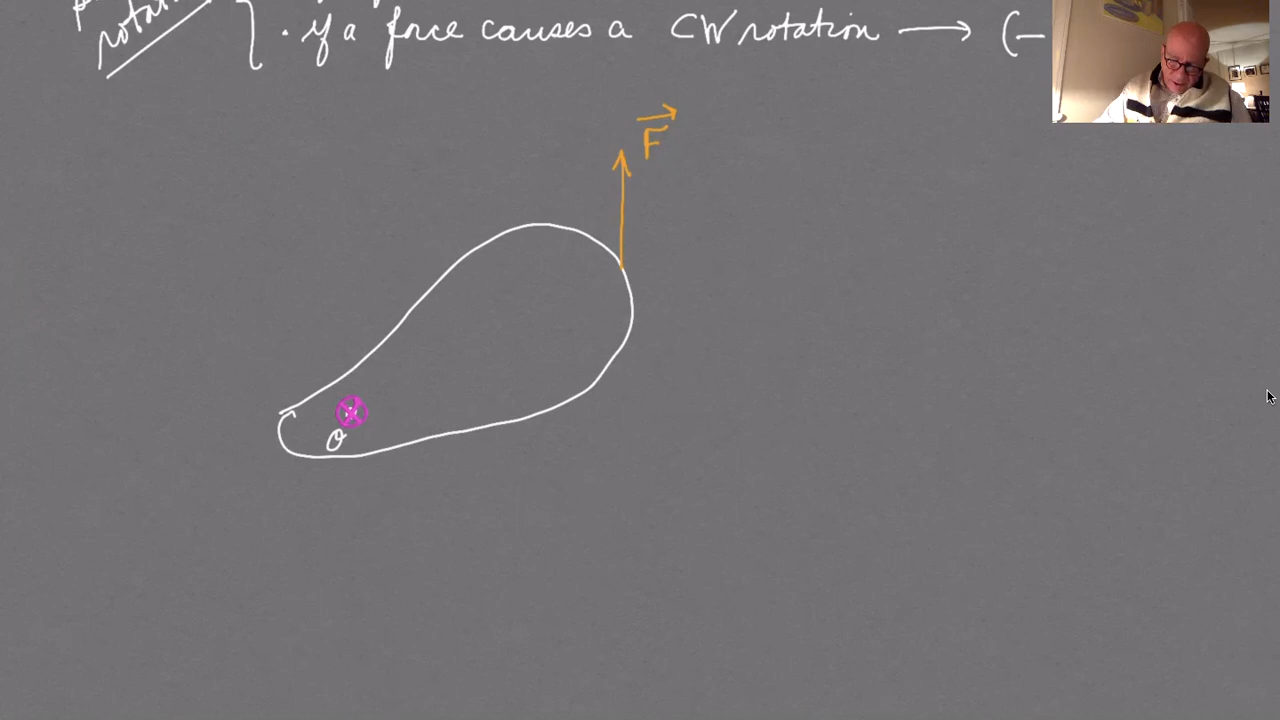 · if a force causes a CW rotation → (-
F
O